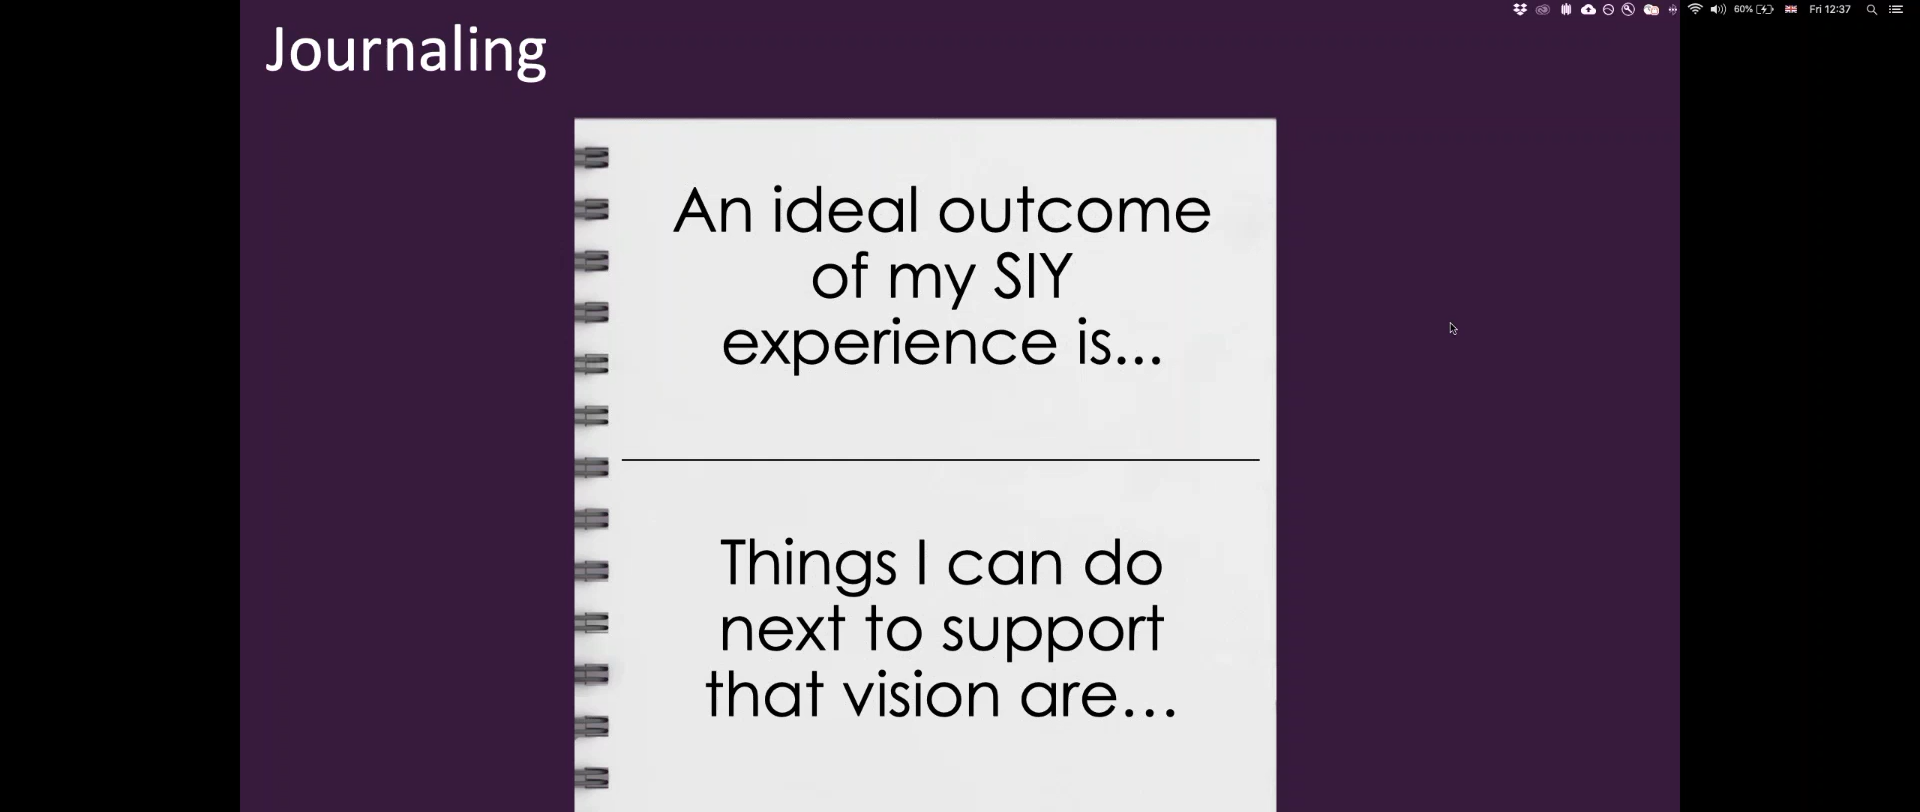 60%
Fri 12:37
Journaling
An ideal outcome
of my SIY
experience is...
Things I can do
next to support
that vision are...